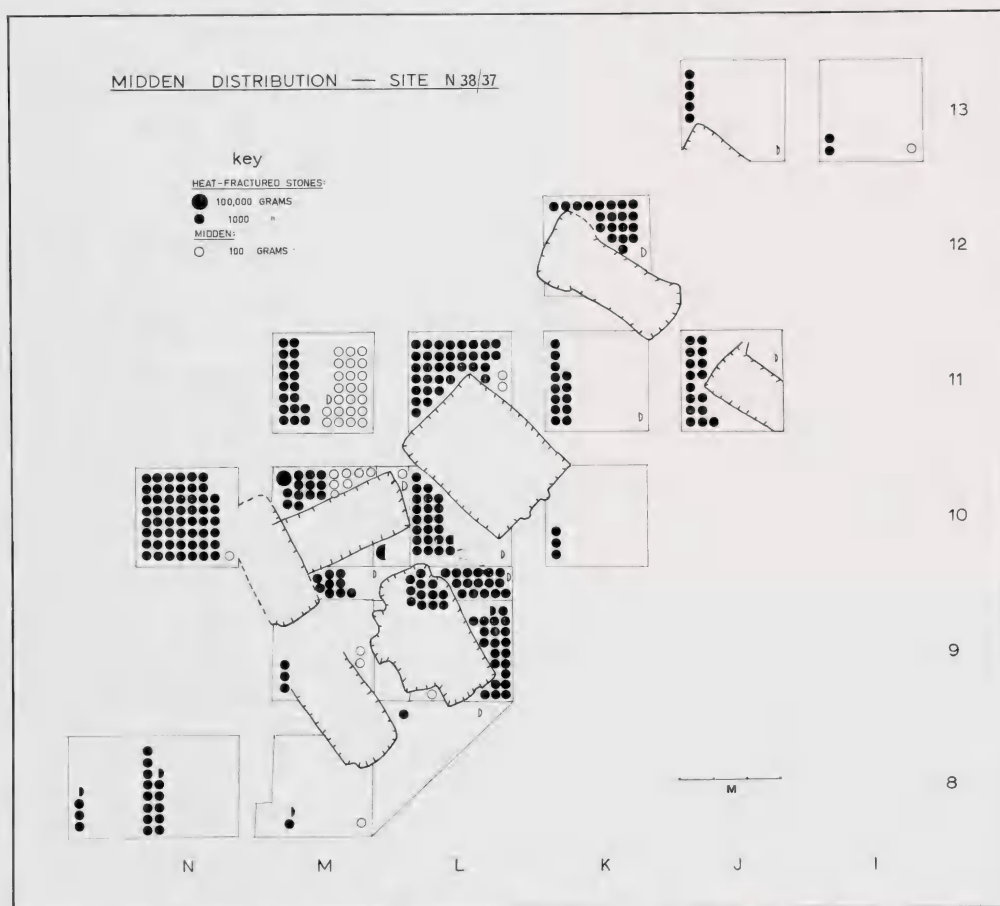 MIDDEN DISTRIBUTION — SITE N 38/37
key
HEAT-FRACTURED STONES:
100,000 GRAMS
1000 "
MIDDEN:
100 GRAMS
13
12
11
10
9
8
M
N M L K J I